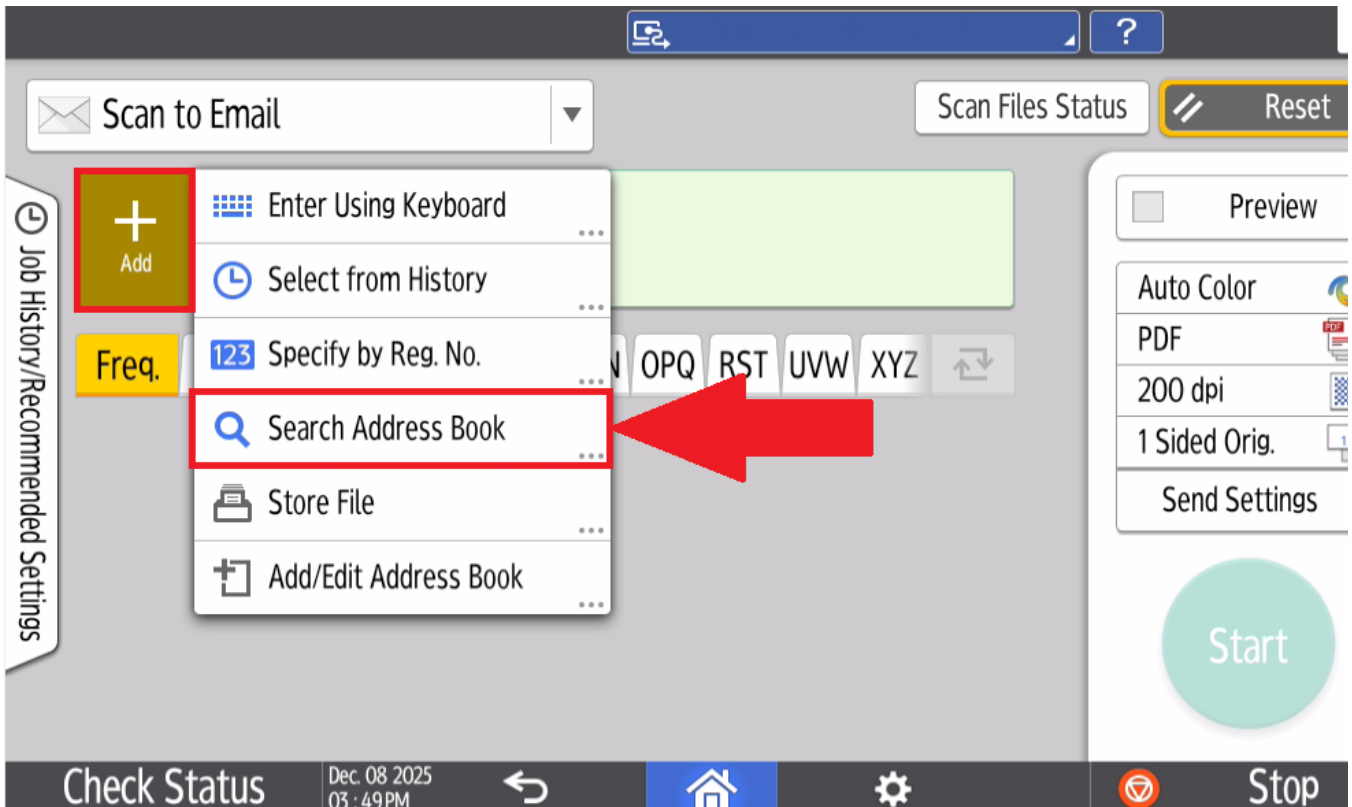 ?
Scan to Email
Scan Files Status
Reset
Add
Enter Using Keyboard
Select from History
123 Specify by Reg. No.
Search Address Book
Store File
Add/Edit Address Book
Job History/Recommended Settings
Freq.
OPQ
RST
UVW
XYZ
Preview
Auto Color
PDF
PDF
200 dpi
1 Sided Orig.
1
Send Settings
Start
Check Status
Dec. 08 2025
03 : 49 PM
Stop